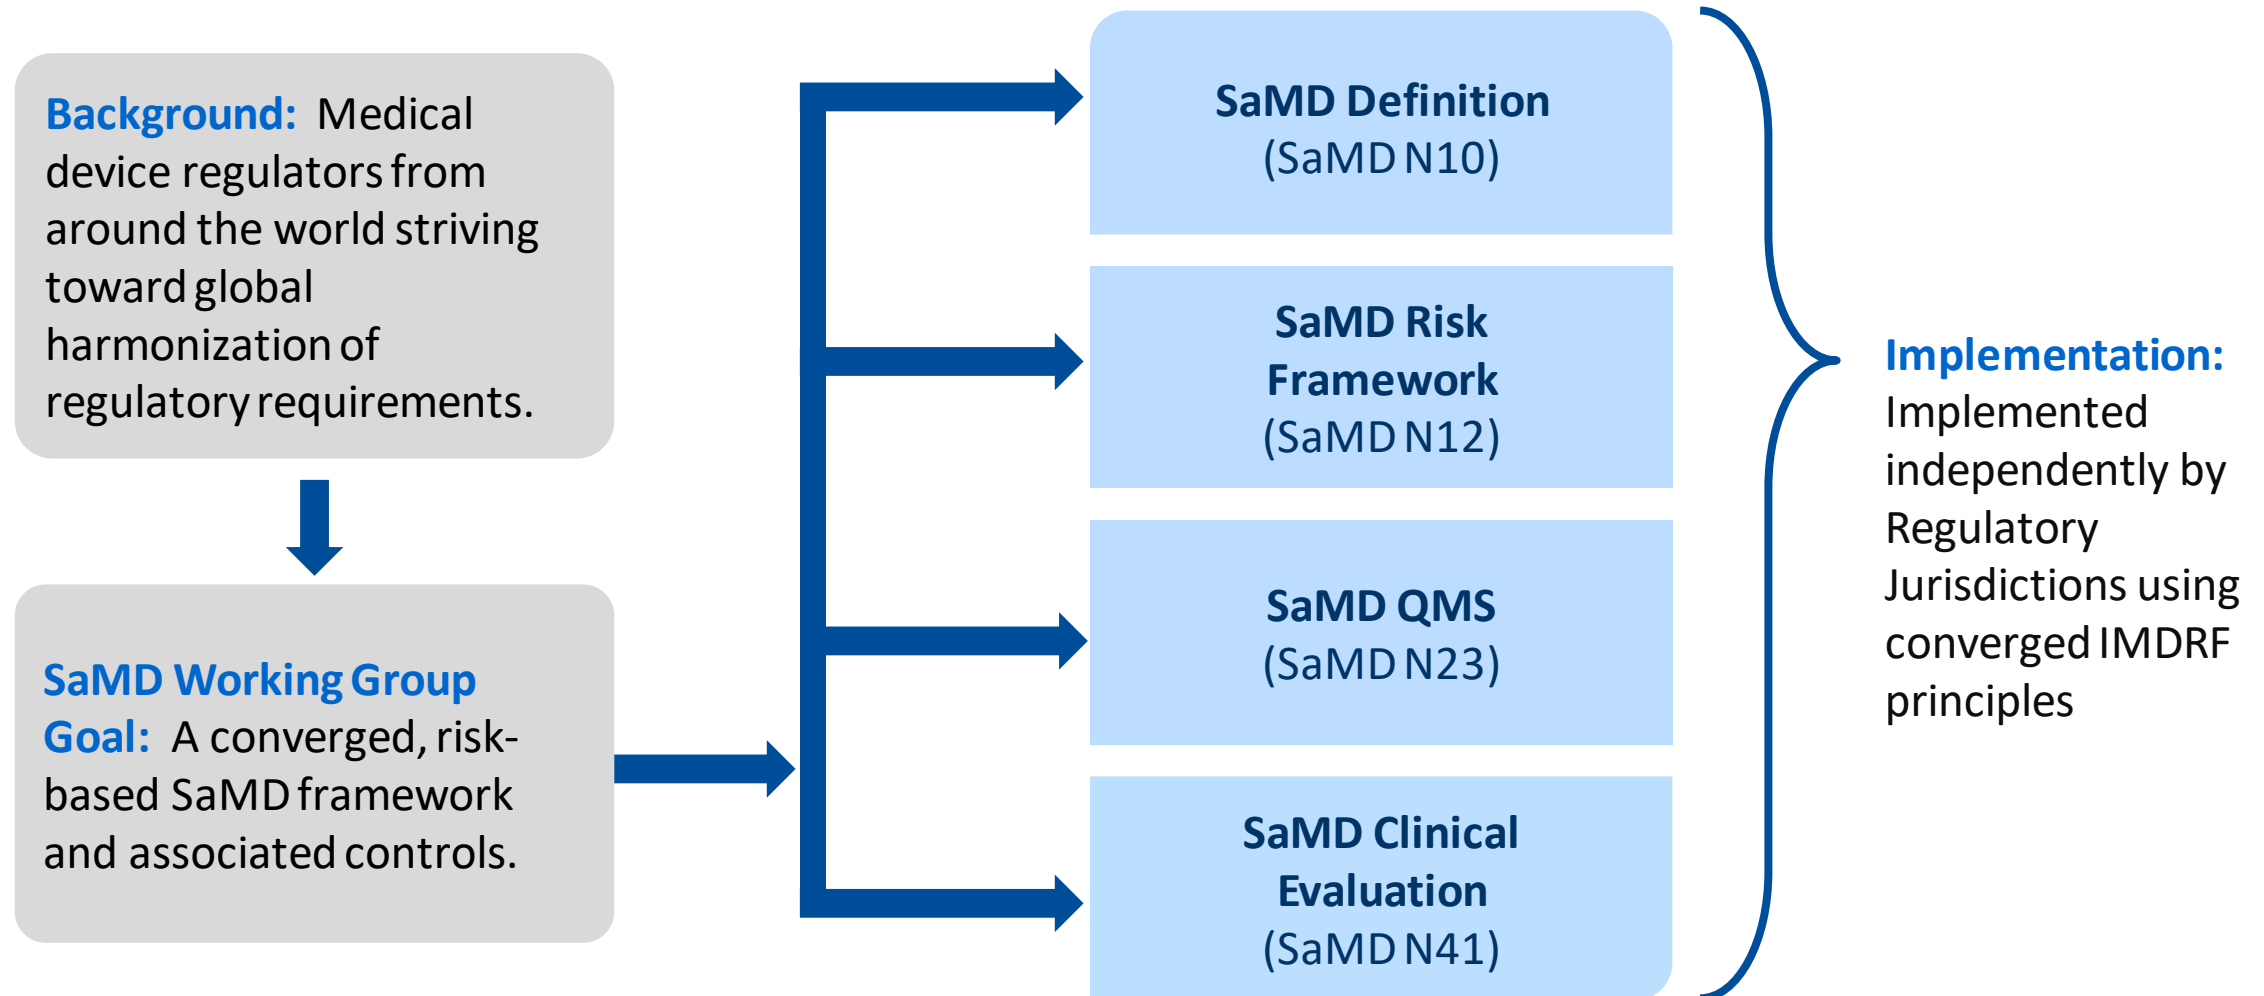 Background: Medical
device regulators from
around the world striving
toward global
harmonization of
regulatory requirements.
SaMD Working Group
Goal: A converged, risk-
based SaMD framework
and associated controls.
SaMD Definition
(SaMD N10)
SaMD Risk
Framework
(SaMD N12)
SaMD QMS
(SaMD N23)
SaMD Clinical
Evaluation
(SaMD N41)
Implementation:
Implemented
independently by
Regulatory
Jurisdictions using
converged IMDRF
principles